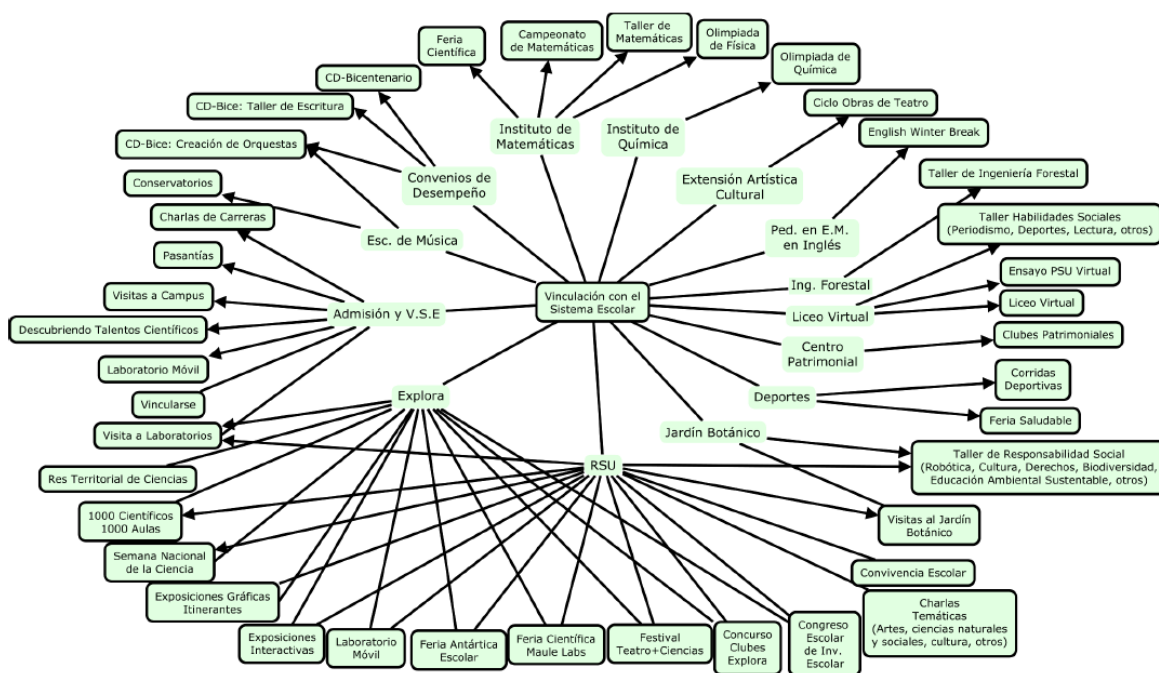 Feria
Científica
Campeonato
de Matemáticas
Taller de
Matemáticas
Olimpiada
de Física
Olimpiada de
Química
CD-Bicentenario
CD-Bice: Taller de Escritura
CD-Bice: Creación de Orquestas
Conservatorios
Charlas de Carreras
Pasantías
Visitas a Campus
Descubriendo Talentos Científicos
Laboratorio Móvil
Vincularse
Visita a Laboratorios
Res Territorial de Ciencias
1000 Científicos
1000 Aulas
Semana Nacional
de la Ciencia
Exposiciones Gráficas
Itinerantes
Exposiciones
Interactivas
Laboratorio
Móvil
Feria Antártica
Escolar
Feria Científica
Maule Labs
Festival
Teatro+Ciencias
Concurso
Clubes
Explora
Congreso
Escolar
de Inv.
Escolar
Instituto de
Matemáticas
Instituto de
Química
Convenios de
Desempeño
Extensión Artística
Cultural
Esc. de Música
Ped. en E.M.
en Inglés
Admisión y V.S.E
Vinculación con el
Sistema Escolar
Ing. Forestal
Liceo Virtual
Centro
Patrimonial
Explora
Deportes
Jardín Botánico
RSU
Ciclo Obras de Teatro
English Winter Break
Taller de Ingeniería Forestal
Taller Habilidades Sociales
(Periodismo, Deportes, Lectura, otros)
Ensayo PSU Virtual
Liceo Virtual
Clubes Patrimoniales
Corridas
Deportivas
Feria Saludable
Taller de Responsabilidad Social
(Robótica, Cultura, Derechos, Biodiversidad,
Educación Ambiental Sustentable, otros)
Visitas al Jardín
Botánico
Convivencia Escolar
Charlas
Temáticas
(Artes, ciencias naturales
y sociales, cultura, otros)